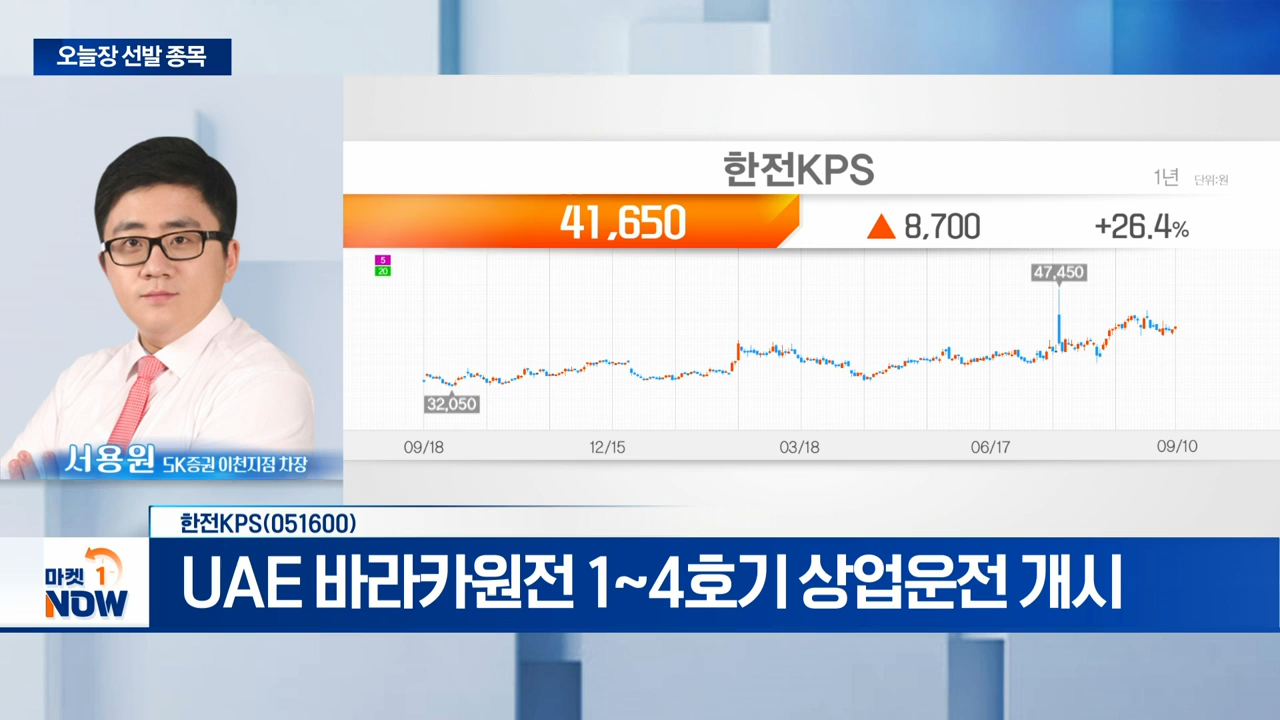 오늘장 선발 종목
한전KPS
1년 단위:원
41,650 ▲ 8,700 +26.4%
5
20
47,450
32,050
09/18 12/15 03/18 06/17 09/10
서용원 SK증권 이천지점 차장
한전KPS(051600)
마켓 1
NOW
UAE 바라카원전 1~4호기 상업운전 개시